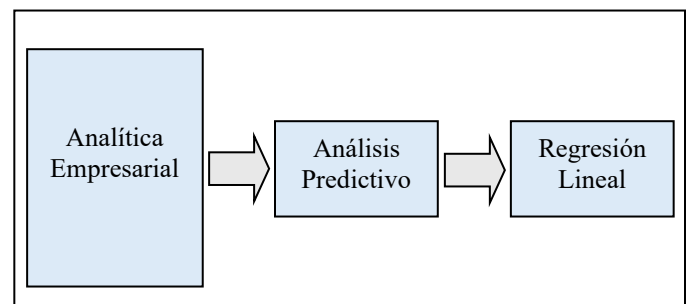 Analítica
Empresarial
Análisis
Predictivo
Regresión
Lineal